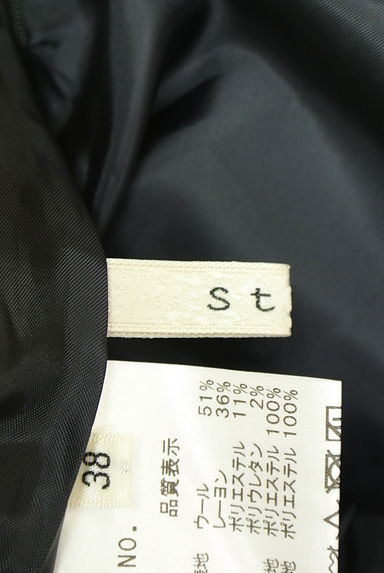 St
38
NO.
品質表示
ウール 51%
レーヨン 36%
ポリエステル 11%
ポリウレタン 2%
ポリエステル 100%
ポリエステル 100%
地
地